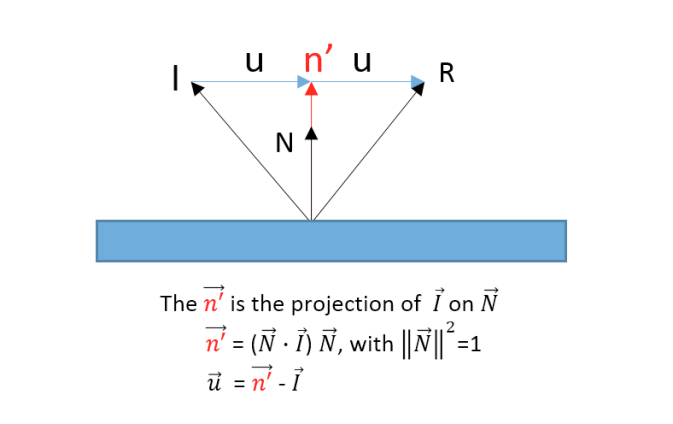 I u n′ u R
N
The n′⃗ is the projection of I⃗ on N⃗
n′⃗ = (N⃗ · I⃗) N⃗, with ‖N⃗‖²=1
u⃗ = n′⃗ - I⃗